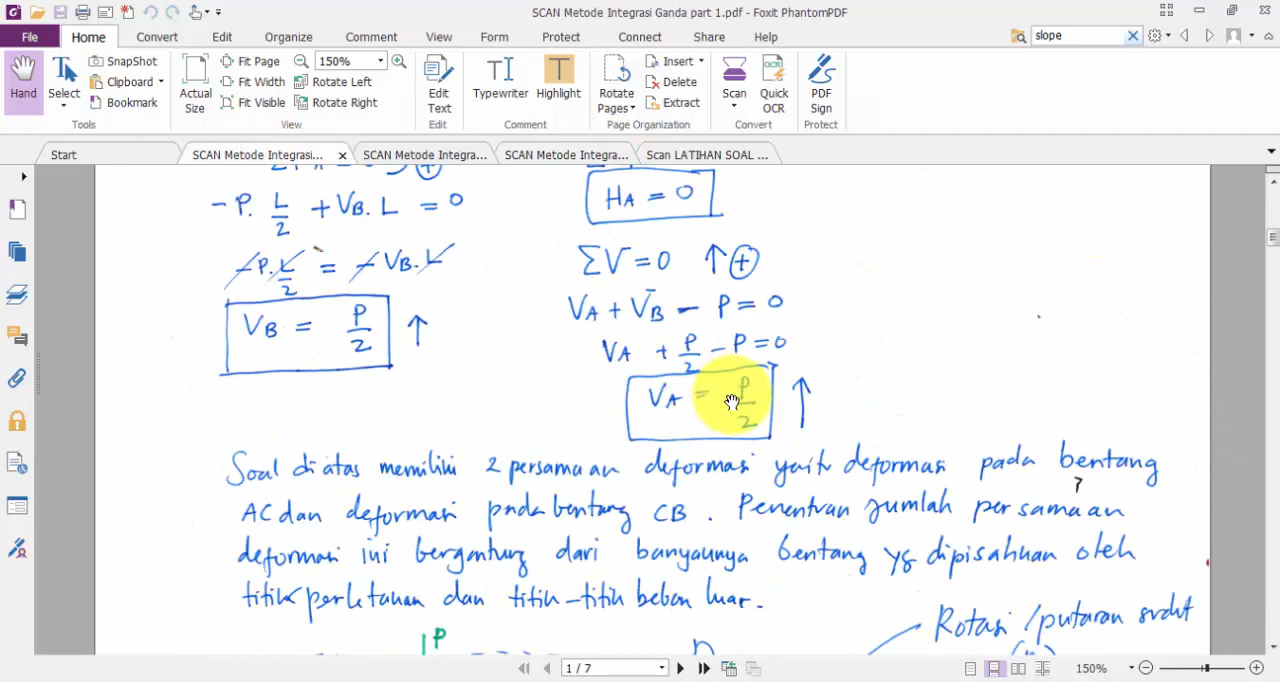 SCAN Metode Integrasi Ganda part 1.pdf - Foxit PhantomPDF
File Home Convert Edit Organize Comment View Form Protect Connect Share Help slope
Hand Select SnapShot Clipboard Bookmark Actual Size Fit Page Fit Width Fit Visible 150% Rotate Left Rotate Right Edit Text Typewriter Highlight Rotate Pages Insert Delete Extract Scan Quick OCR PDF Sign
Tools View Edit Comment Page Organization Convert Protect
Start SCAN Metode Integrasi... SCAN Metode Integra... SCAN Metode Integra... Scan LATIHAN SOAL ...
- P. L/2 + VB. L = 0
-P. L/2 = -VB. L
VB = P/2 ↑
HA = 0
ΣV = 0 ↑ +
VA + VB - P = 0
VA + P/2 - P = 0
VA = P/2 ↑
Soal diatas memiliki 2 persamaan deformasi yaitu deformasi pada bentang
AC dan deformasi pada bentang CB. Penentuan jumlah persamaan
deformasi ini bergantung dari banyaknya bentang yg dipisahkan oleh
titik perletakan dan titik-titik beban luar.
P
Rotasi / putaran sudut
1 / 7 150%